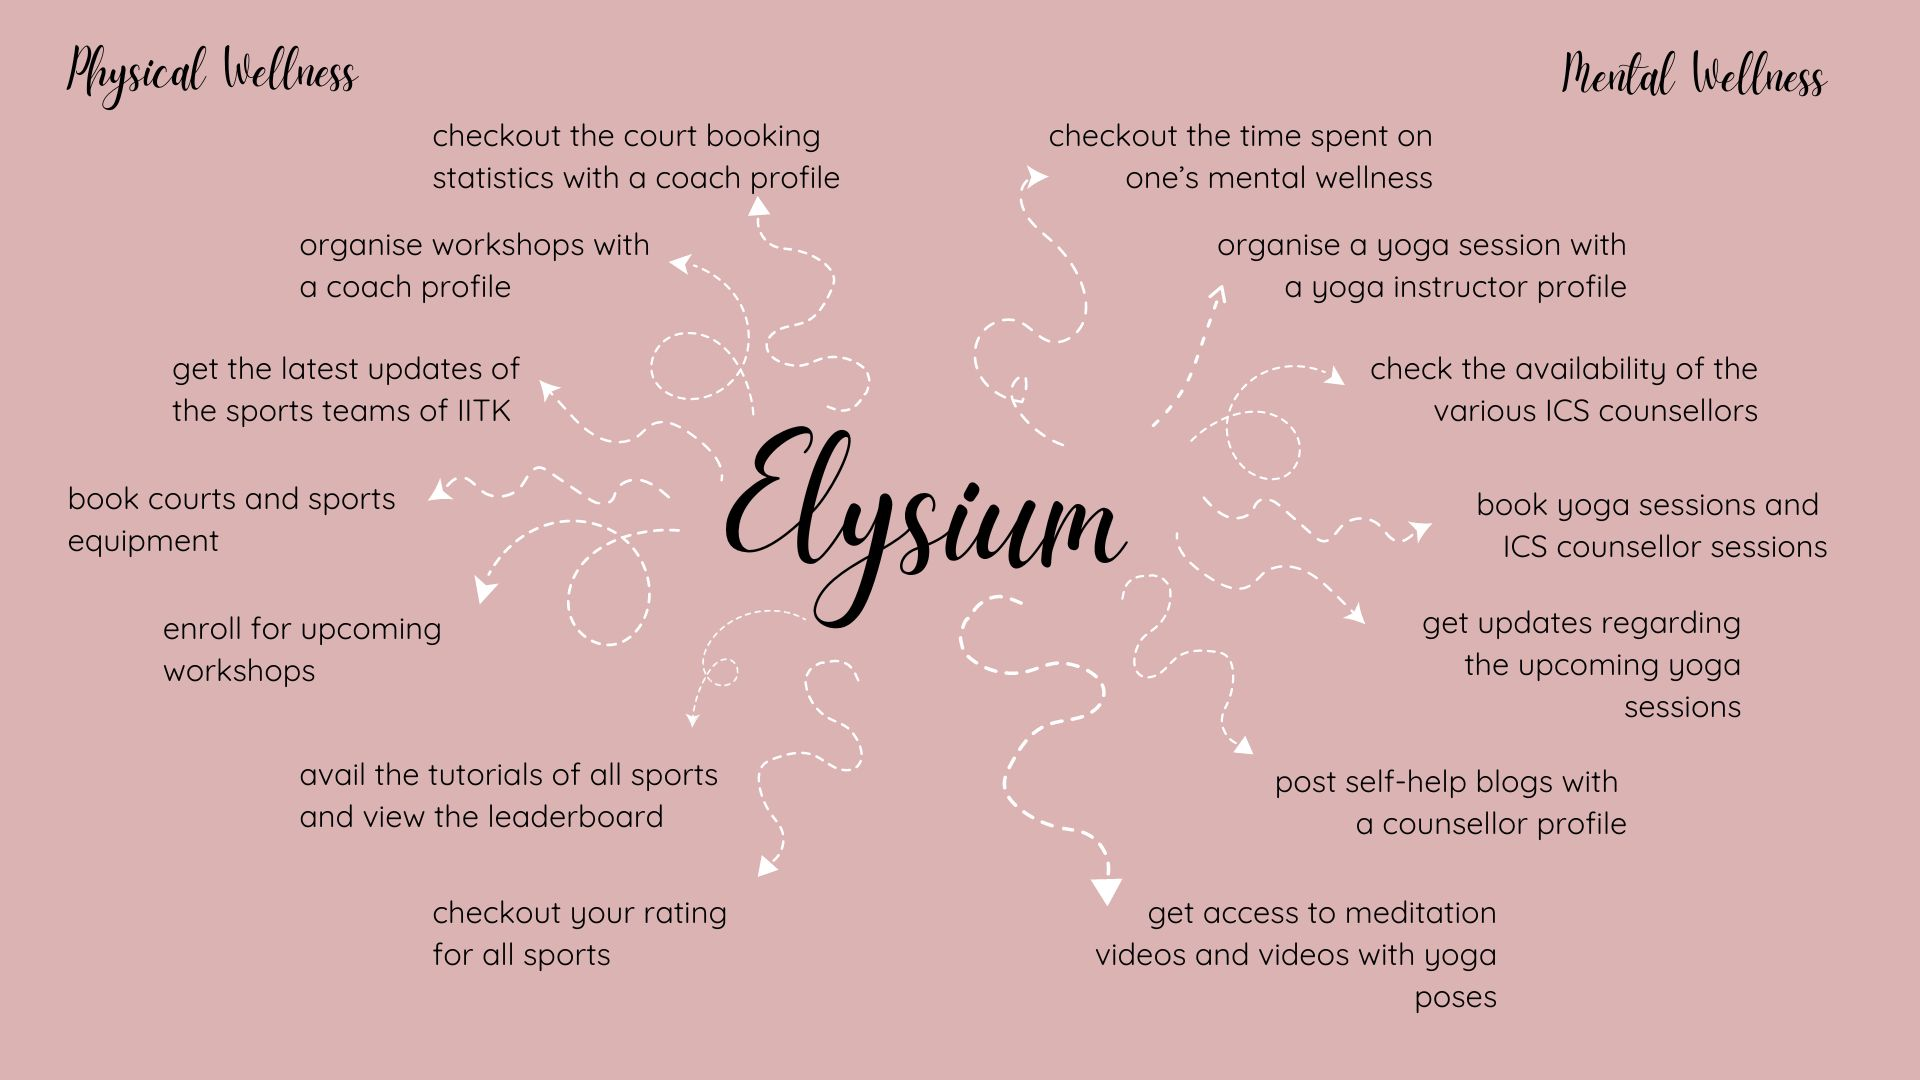 Physical Wellness
Mental Wellness
checkout the court booking
statistics with a coach profile
organise workshops with
a coach profile
get the latest updates of
the sports teams of IITK
book courts and sports
equipment
enroll for upcoming
workshops
avail the tutorials of all sports
and view the leaderboard
checkout your rating
for all sports
Elysium
checkout the time spent on
one’s mental wellness
organise a yoga session with
a yoga instructor profile
check the availability of the
various ICS counsellors
book yoga sessions and
ICS counsellor sessions
get updates regarding
the upcoming yoga
sessions
post self-help blogs with
a counsellor profile
get access to meditation
videos and videos with yoga
poses